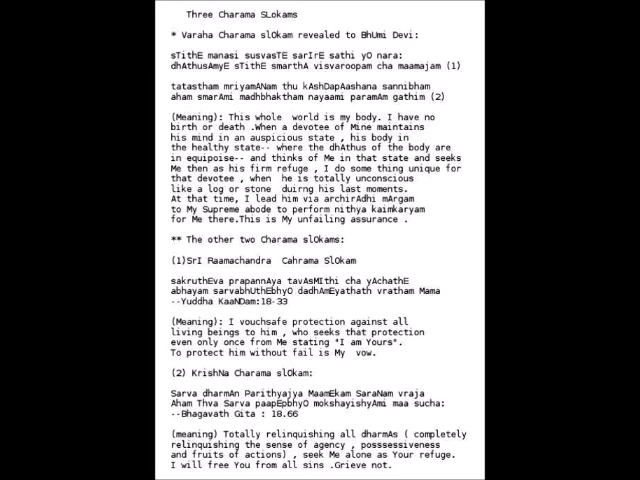 Three Charama SLokams
* Varaha Charama slOkam revealed to BhUmi Devi:
sTithE manasi susvasTE sarIrE sathi yO nara:
dhAthusAmyE sTithE smarthA visvaroopam cha maamajam (1)
tatastham mriyamANam thu kAshDapAashana sannibham
aham smarAmi madhbhaktham nayaami paramAm gathim (2)
(Meaning): This whole world is my body. I have no
birth or death .When a devotee of Mine maintains
his mind in an auspicious state , his body in
the healthy state-- where the dhAthus of the body are
in equipoise-- and thinks of Me in that state and seeks
Me then as his firm refuge , I do some thing unique for
that devotee , when he is totally unconscious
like a log or stone duirng his last moments.
At that time, I lead him via archirAdhi mArgam
to My Supreme abode to perform nithya kaimkaryam
for Me there.This is My unfailing assurance .
** The other two Charama slOkams:
(1)SrI Raamachandra Cahrama SlOkam
sakruthEva prapannAya tavAsMIthi cha yAchathE
abhayam sarvabhUthEbhyO dadhAmEyathath vratham Mama
--Yuddha KaaNDam:18-33
(Meaning): I vouchsafe protection against all
living beings to him , who seeks that protection
even only once from Me stating "I am Yours".
To protect him without fail is My vow.
(2) KrishNa Charama slOkam:
Sarva dharmAn Parithyajya MaamEkam SaraNam vraja
Aham Thva Sarva paapEpbhyO mokshayishyAmi maa sucha:
--Bhagavath Gita : 18.66
(meaning) Totally relinquishing all dharmAs ( completely
relinquishing the sense of agency , posssessiveness
and fruits of actions) , seek Me alone as Your refuge.
I will free You from all sins .Grieve not.